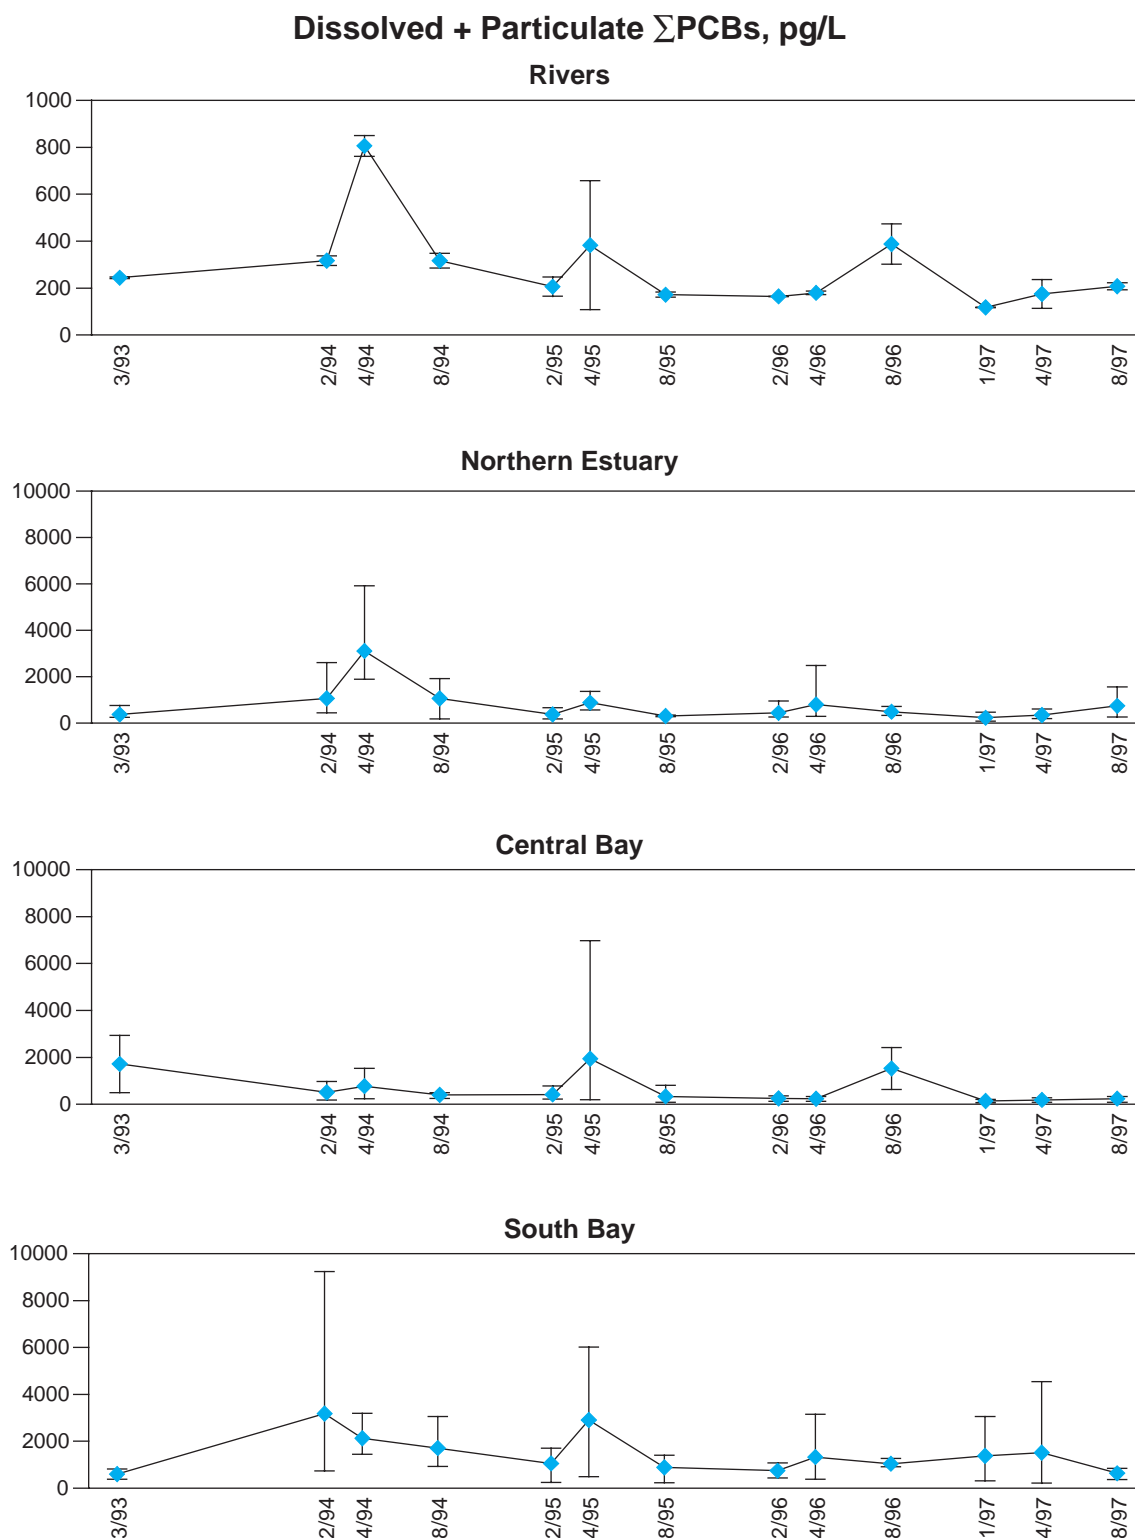 Dissolved + Particulate ∑PCBs, pg/L
Rivers
1000
800
600
400
200
0
3/93 2/94 4/94 8/94 2/95 4/95 8/95 2/96 4/96 8/96 1/97 4/97 8/97
Northern Estuary
10000
8000
6000
4000
2000
0
3/93 2/94 4/94 8/94 2/95 4/95 8/95 2/96 4/96 8/96 1/97 4/97 8/97
Central Bay
10000
8000
6000
4000
2000
0
3/93 2/94 4/94 8/94 2/95 4/95 8/95 2/96 4/96 8/96 1/97 4/97 8/97
South Bay
10000
8000
6000
4000
2000
0
3/93 2/94 4/94 8/94 2/95 4/95 8/95 2/96 4/96 8/96 1/97 4/97 8/97